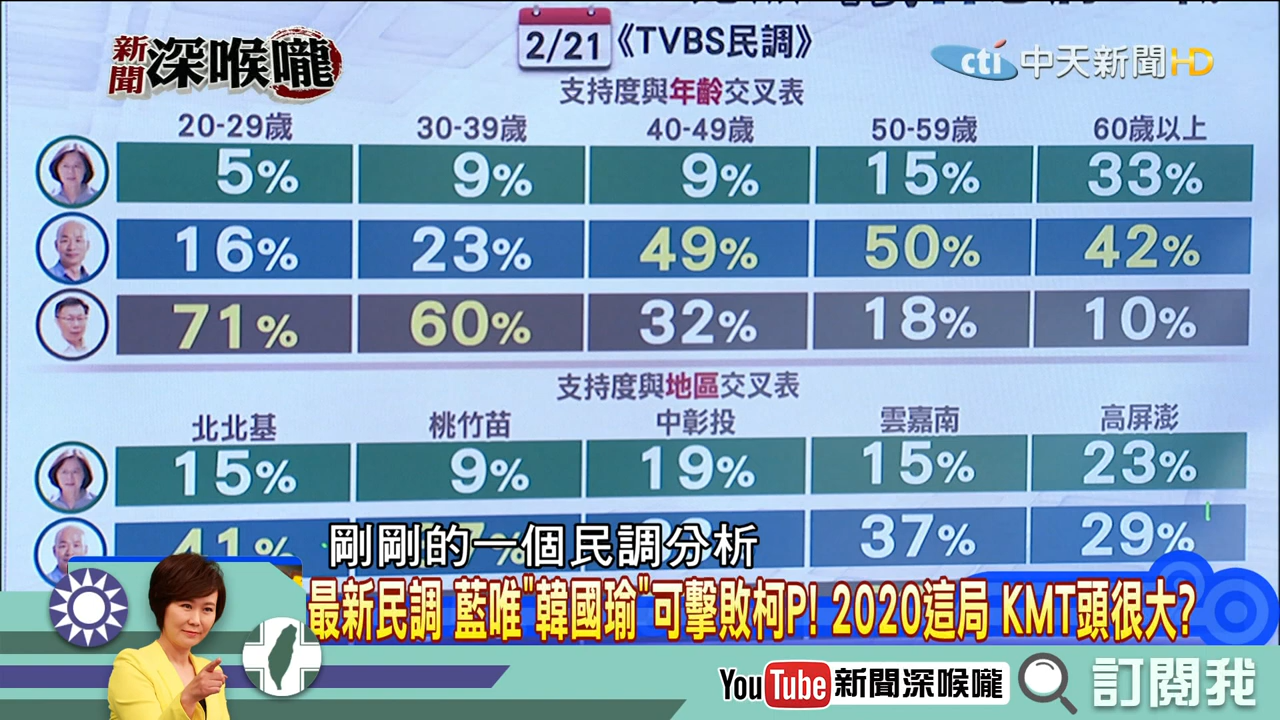 新聞深喉嚨
2/21《TVBS民調》
cti中天新聞HD
支持度與年齡交叉表
20-29歲 30-39歲 40-49歲 50-59歲 60歲以上
5% 9% 9% 15% 33%
16% 23% 49% 50% 42%
71% 60% 32% 18% 10%
支持度與地區交叉表
北北基 桃竹苗 中彰投 雲嘉南 高屏澎
15% 9% 19% 15% 23%
41% 37% 29%
剛剛的一個民調分析
最新民調 藍唯"韓國瑜"可擊敗柯P! 2020這局 KMT頭很大?
YouTube 新聞深喉嚨 訂閱我